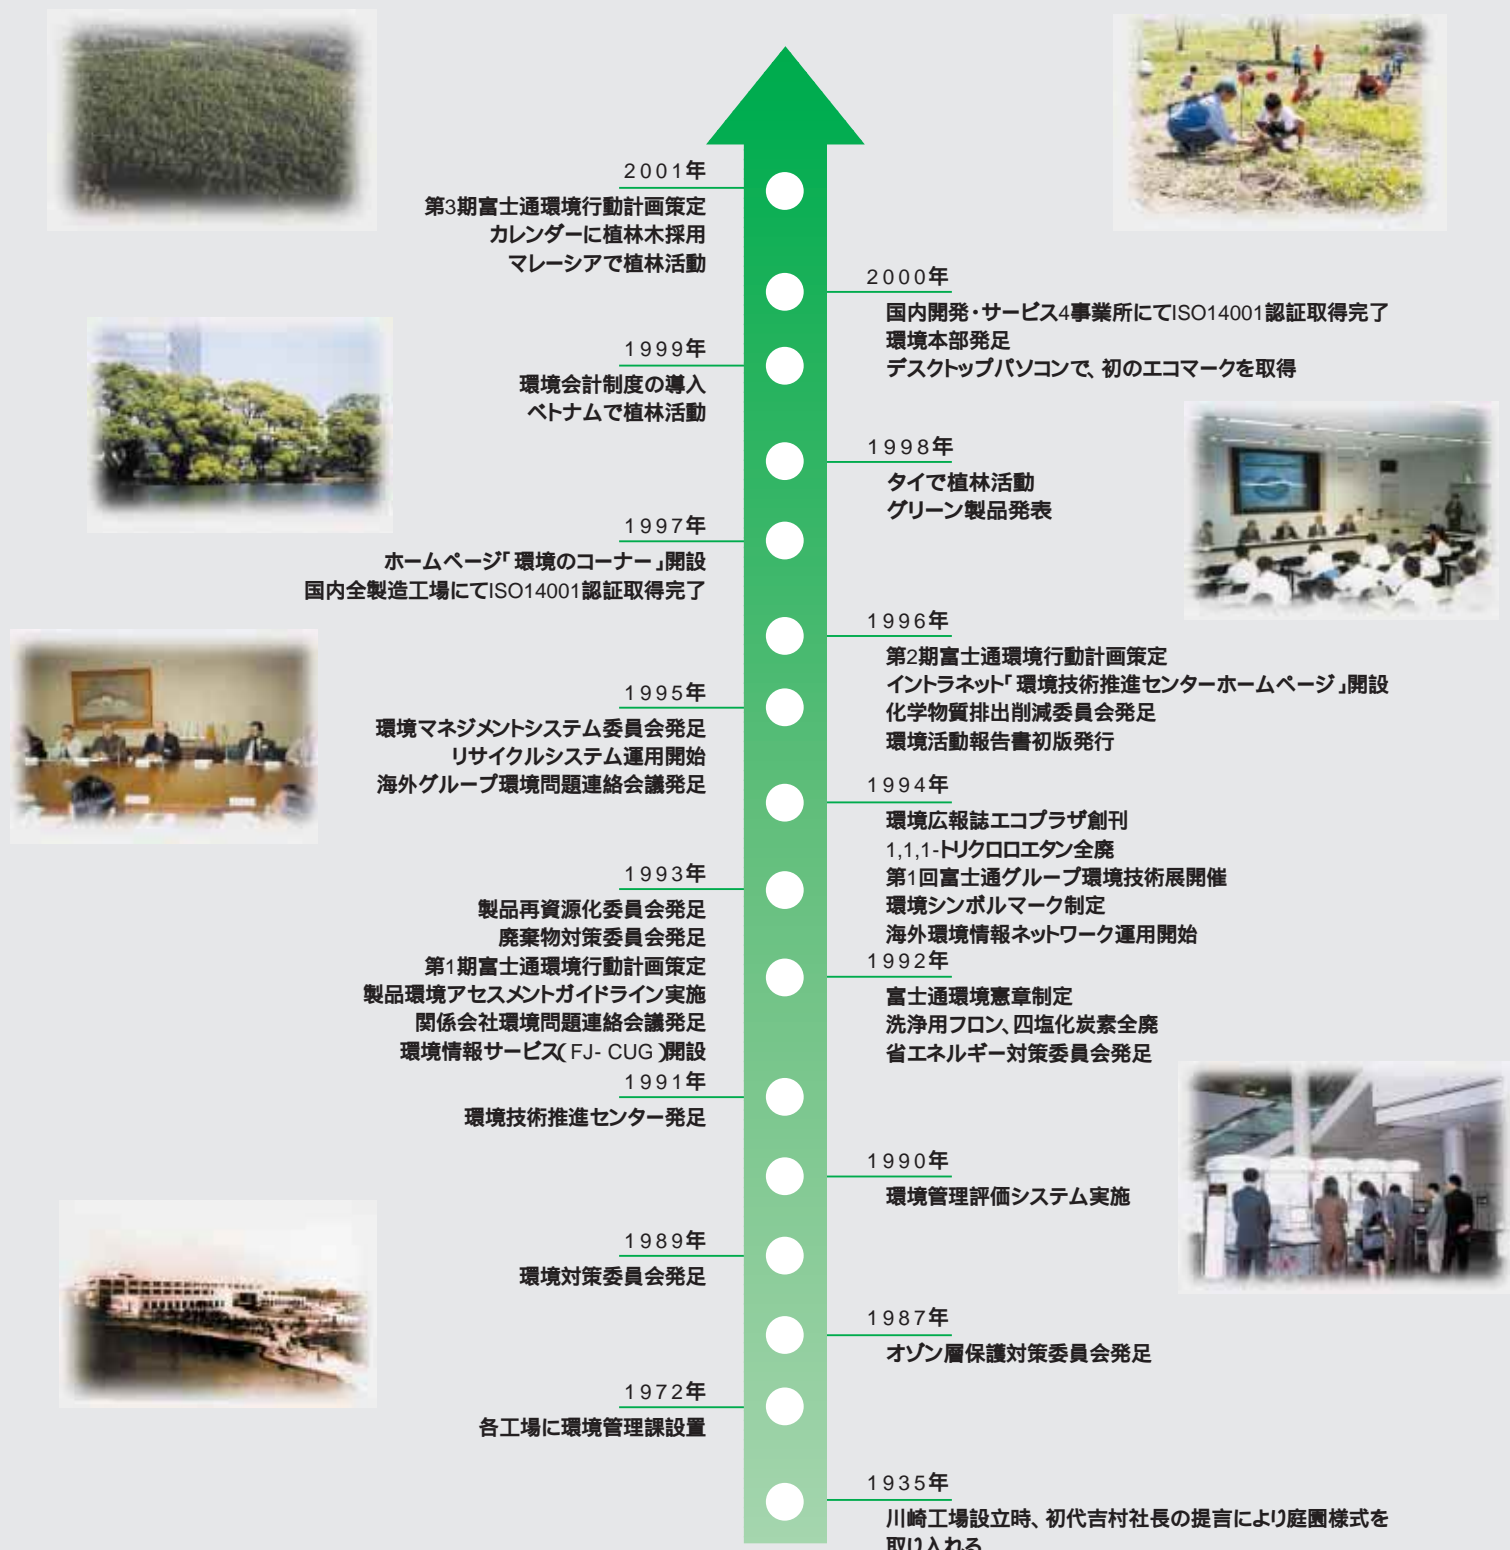 2001年
第3期富士通環境行動計画策定
カレンダーに植林木採用
マレーシアで植林活動
2000年
国内開発・サービス4事業所にてISO14001認証取得完了
環境本部発足
デスクトップパソコンで、初のエコマークを取得
1999年
環境会計制度の導入
ベトナムで植林活動
1998年
タイで植林活動
グリーン製品発表
1997年
ホームページ「環境のコーナー」開設
国内全製造工場にてISO14001認証取得完了
1996年
第2期富士通環境行動計画策定
イントラネット「環境技術推進センターホームページ」開設
化学物質排出削減委員会発足
環境活動報告書初版発行
1995年
環境マネジメントシステム委員会発足
リサイクルシステム運用開始
海外グループ環境問題連絡会議発足
1994年
環境広報誌エコプラザ創刊
1,1,1-トリクロロエタン全廃
第1回富士通グループ環境技術展開催
環境シンボルマーク制定
海外環境情報ネットワーク運用開始
1993年
製品再資源化委員会発足
廃棄物対策委員会発足
第1期富士通環境行動計画策定
製品環境アセスメントガイドライン実施
関係会社環境問題連絡会議発足
環境情報サービス(FJ-CUG)開設
1992年
富士通環境憲章制定
洗浄用フロン、四塩化炭素全廃
省エネルギー対策委員会発足
1991年
環境技術推進センター発足
1990年
環境管理評価システム実施
1989年
環境対策委員会発足
1987年
オゾン層保護対策委員会発足
1972年
各工場に環境管理課設置
1935年
川崎工場設立時、初代吉村社長の提言により庭園様式を
取り入れる